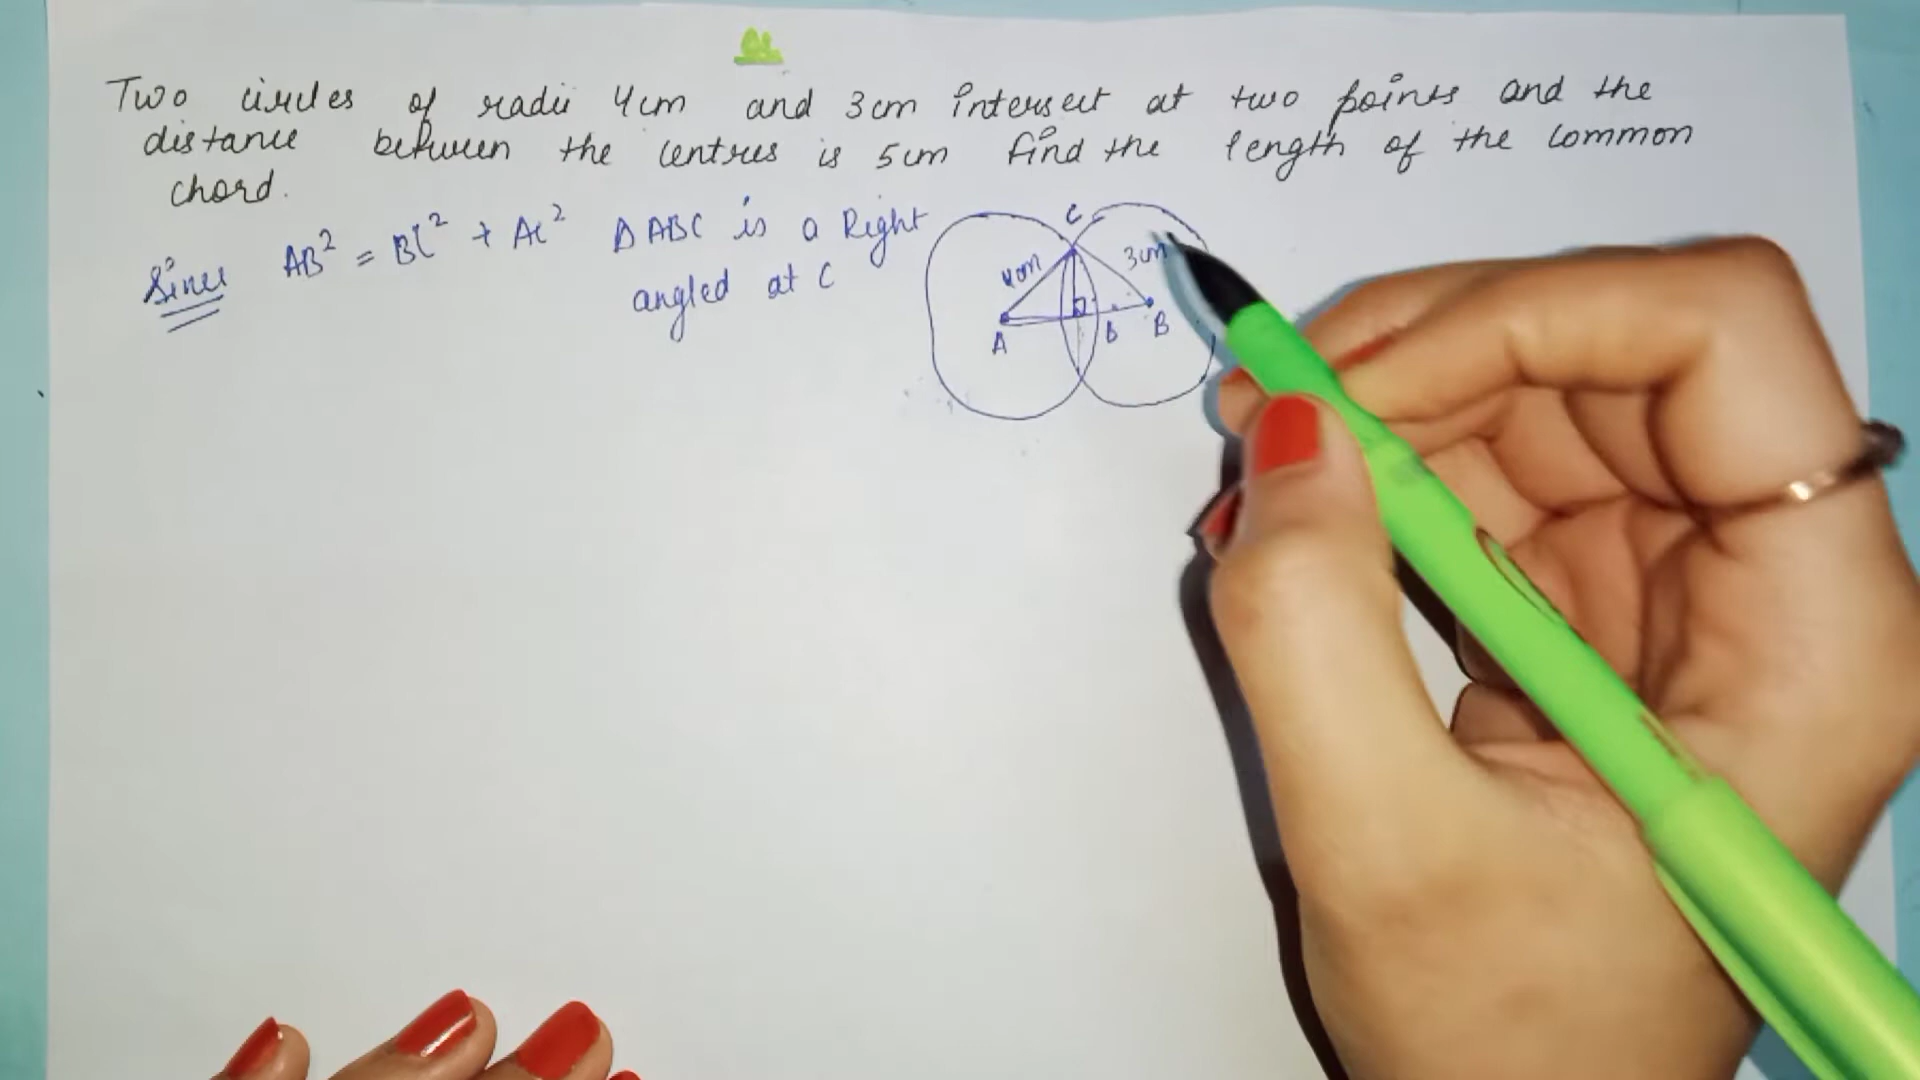 Two circles of radii 4cm and 3cm intersect at two points and the
distance between the centres is 5cm find the length of the common
chord.
Since AB² = BC² + AC² Δ ABC is a Right
angled at C
C
4cm
3cm
A
B